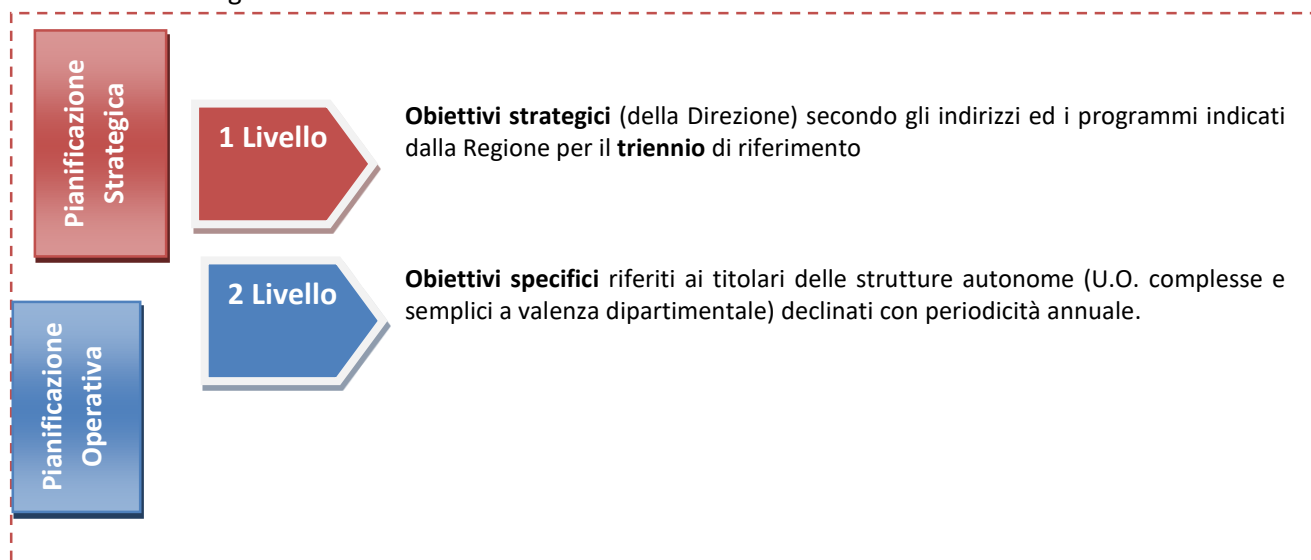 Pianificazione
Strategica
1 Livello
Obiettivi strategici (della Direzione) secondo gli indirizzi ed i programmi indicati
dalla Regione per il triennio di riferimento
2 Livello
Obiettivi specifici riferiti ai titolari delle strutture autonome (U.O. complesse e
semplici a valenza dipartimentale) declinati con periodicità annuale.
Pianificazione
Operativa